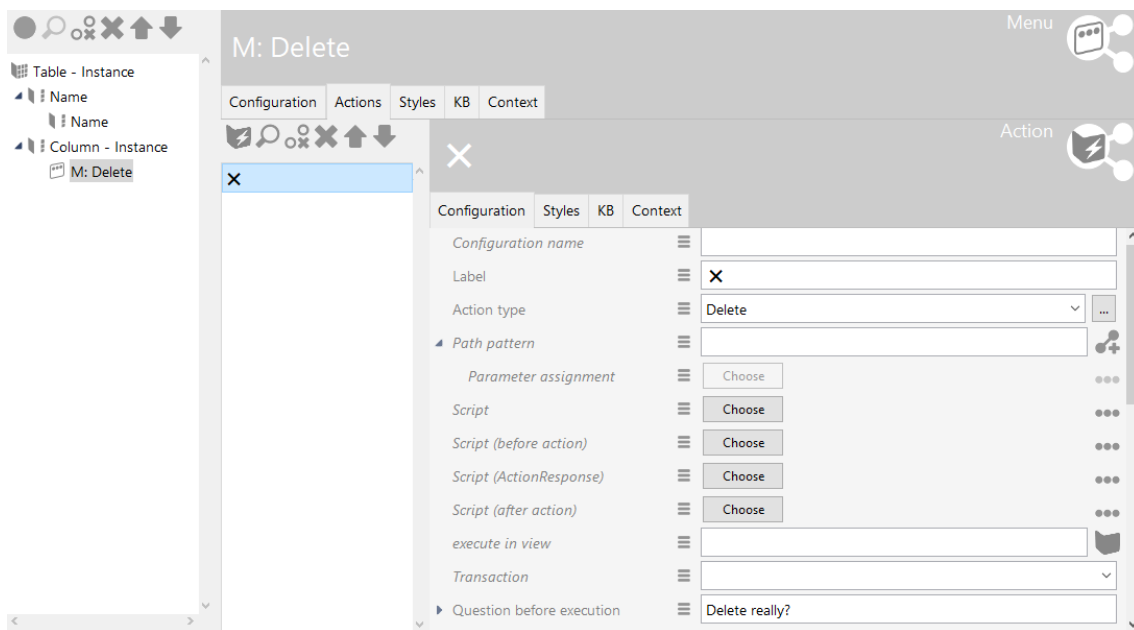 Menu
M: Delete
Table - Instance
Name
Name
Column - Instance
M: Delete
Configuration Actions Styles KB Context
Action
Configuration Styles KB Context
Configuration name
Label
Action type Delete ...
Path pattern
Parameter assignment Choose
Script Choose
Script (before action) Choose
Script (ActionResponse) Choose
Script (after action) Choose
execute in view
Transaction
Question before execution Delete really?